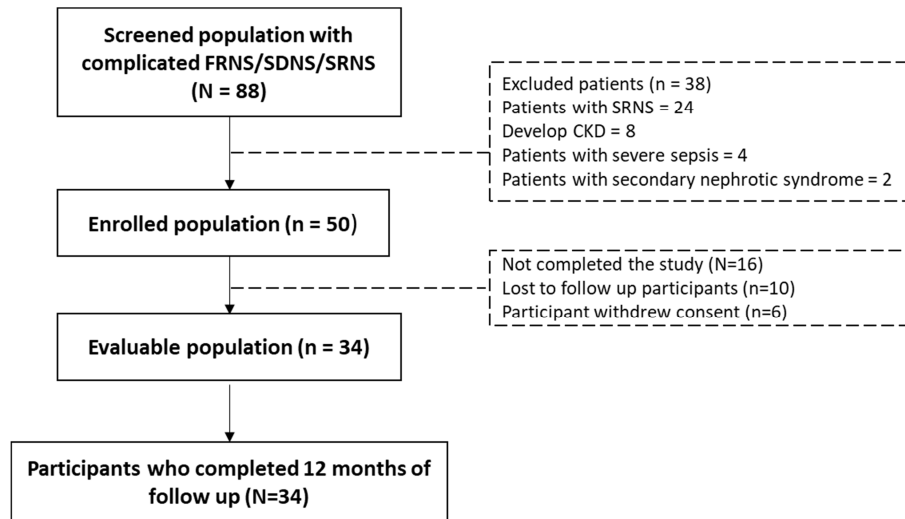 Screened population with
complicated FRNS/SDNS/SRNS
(N = 88)
Excluded patients (n = 38)
Patients with SRNS = 24
Develop CKD = 8
Patients with severe sepsis = 4
Patients with secondary nephrotic syndrome = 2
Enrolled population (n = 50)
Not completed the study (N=16)
Lost to follow up participants (n=10)
Participant withdrew consent (n=6)
Evaluable population (n = 34)
Participants who completed 12 months of
follow up (N=34)